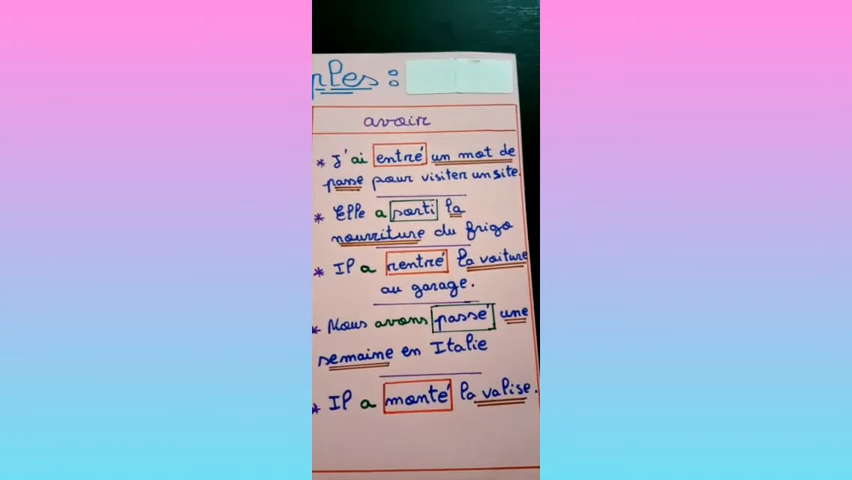 ples :
avoir
* J'ai entré un mot de
passe pour visiter un site.
* Elle a sorti la
nourriture du frigo
* Il a rentré la voiture
au garage.
* Nous avons passé une
semaine en Italie
* Il a monté la valise.